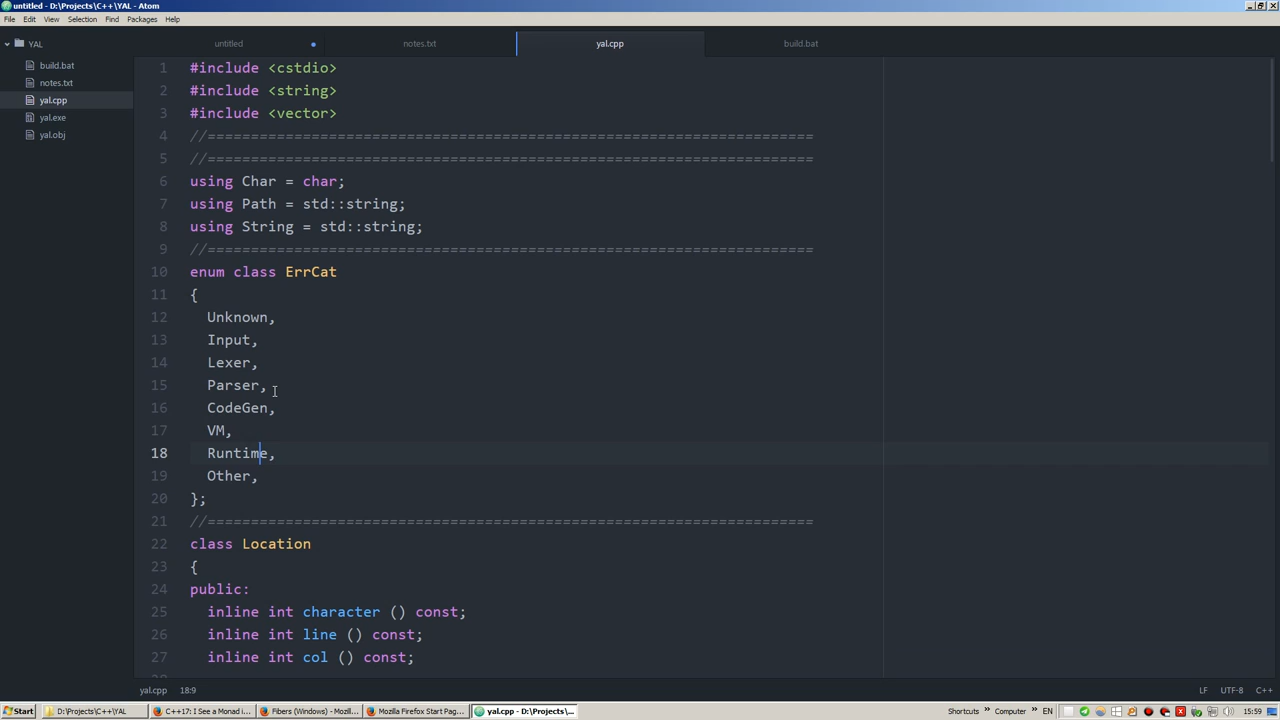 untitled - D:\Projects\C++\YAL - Atom
File Edit View Selection Find Packages Help
YAL
build.bat
notes.txt
yal.cpp
yal.exe
yal.obj
untitled notes.txt yal.cpp build.bat
1 #include <cstdio>
2 #include <string>
3 #include <vector>
4 //======================================================================
5 //======================================================================
6 using Char = char;
7 using Path = std::string;
8 using String = std::string;
9 //======================================================================
10 enum class ErrCat
11 {
12 Unknown,
13 Input,
14 Lexer,
15 Parser,
16 CodeGen,
17 VM,
18 Runtime,
19 Other,
20 };
21 //======================================================================
22 class Location
23 {
24 public:
25 inline int character () const;
26 inline int line () const;
27 inline int col () const;
yal.cpp 18:9 LF UTF-8 C++
Start D:\Projects\C++\YAL C++17: I See a Monad i... Fibers (Windows) - Mozil... Mozilla Firefox Start Pag... yal.cpp - D:\Projects\... Shortcuts » Computer » EN 15:59